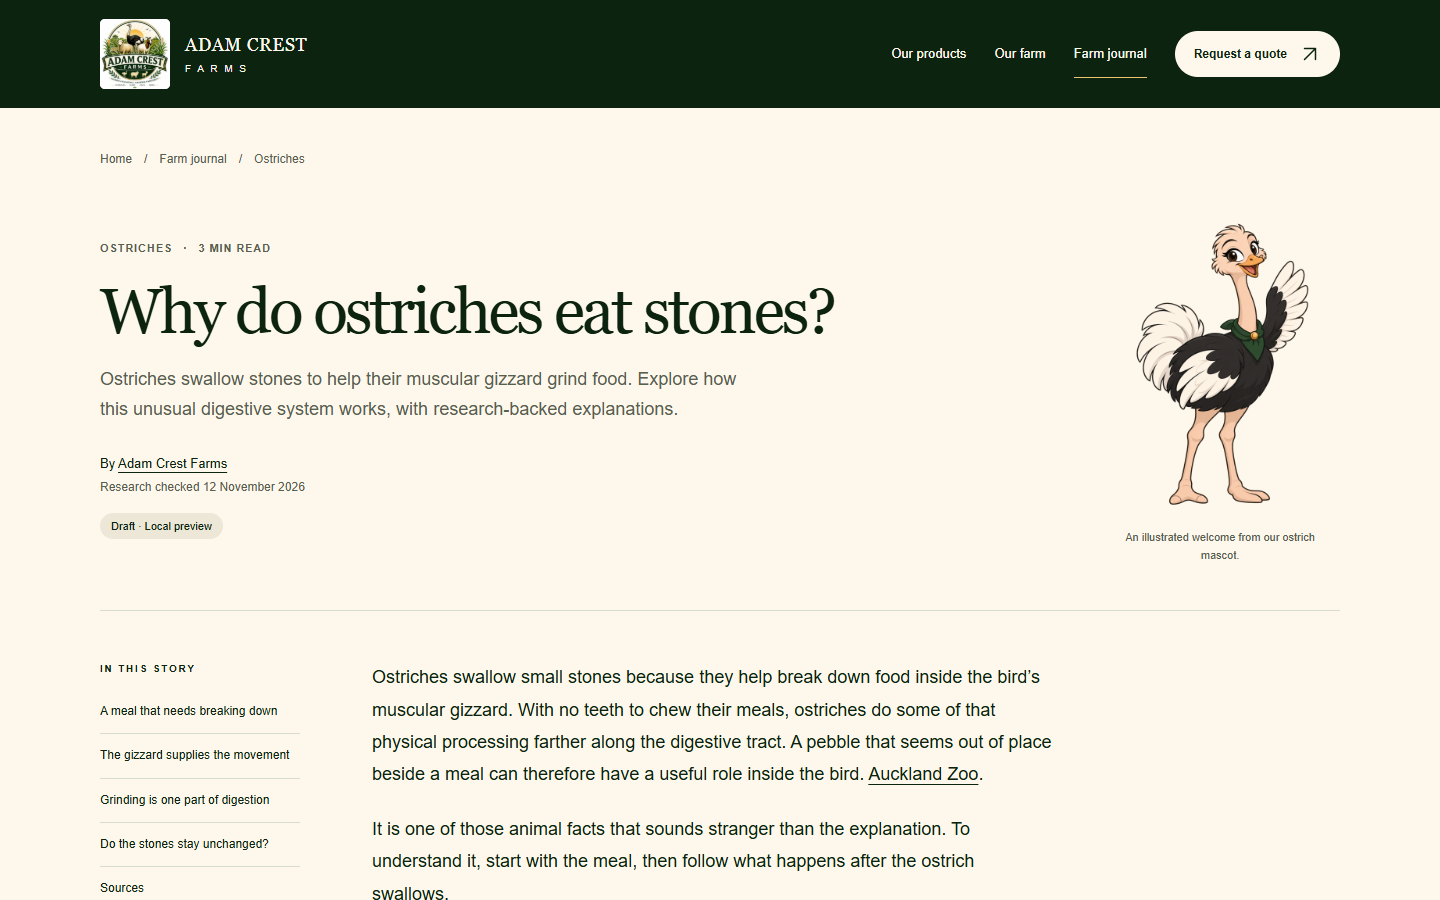 ADAM CREST
FARMS
ADAM CREST
FARMS
Our products
Our farm
Farm journal
Request a quote
Home / Farm journal / Ostriches
OSTRICHES · 3 MIN READ
Why do ostriches eat stones?
Ostriches swallow stones to help their muscular gizzard grind food. Explore how
this unusual digestive system works, with research-backed explanations.
By Adam Crest Farms
Research checked 12 November 2026
Draft · Local preview
An illustrated welcome from our ostrich
mascot.
IN THIS STORY
A meal that needs breaking down
The gizzard supplies the movement
Grinding is one part of digestion
Do the stones stay unchanged?
Sources
Ostriches swallow small stones because they help break down food inside the bird’s
muscular gizzard. With no teeth to chew their meals, ostriches do some of that
physical processing farther along the digestive tract. A pebble that seems out of place
beside a meal can therefore have a useful role inside the bird. Auckland Zoo.
It is one of those animal facts that sounds stranger than the explanation. To
understand it, start with the meal, then follow what happens after the ostrich
swallows.